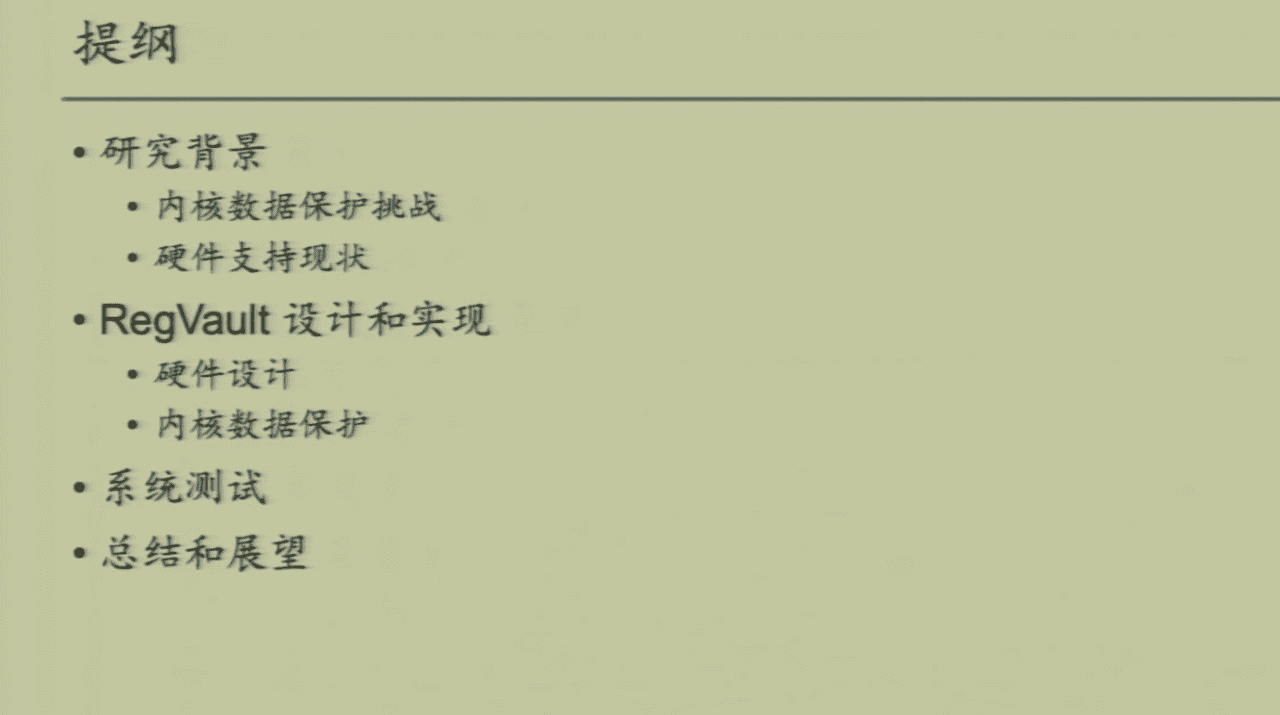 提纲
• 研究背景
• 内核数据保护挑战
• 硬件支持现状
• RegVault 设计和实现
• 硬件设计
• 内核数据保护
• 系统测试
• 总结和展望